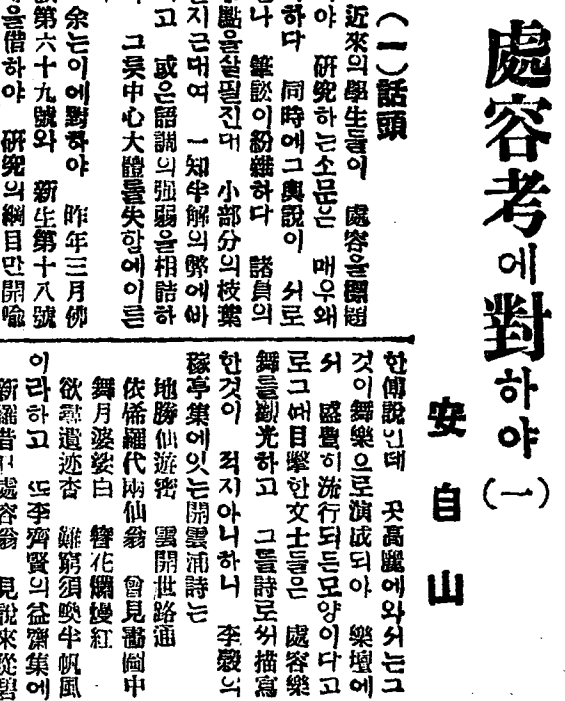 處容考에對하야(一)
安自山
(一)話頭
近來의學生들이 處容을標題
야 硏究하는소문은 매우왜
하다 同時에그輿說이 서로
나 筆談이紛雜하다 諸員의
點을살필진대 小部分의枝葉
지근대여 一知半解의弊에바
고 或은語調의强弱을相詰하
그릇中心大體를失함에이른
余는이에對하야 昨年三月佛
第六十九號와 新生第十八號
을借하야 硏究의綱目만開喩
한傳說인데 곳高麗에와서는그
것이舞樂으로演成되야 樂壇에
서 盛豊히流行되든모양이다고
로그때目擊한文士들은 處容樂
舞를觀光하고 그뜰詩로써描寫
한것이 적지아니하니 李穀의
稼亭集에잇는開雲浦詩는
地勝仙遊密 雲開世路通
依俙羅代兩仙翁 曾見畵圖中
舞月婆娑白 簪花爛熳紅
欲尋遺迹杳難窮須喚半帆風
이라하고 또李齊賢의益齋集에
新羅昔日處容翁 見說來從碧